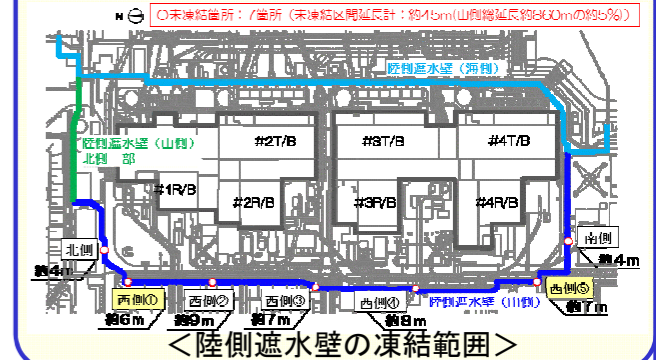 N
○未凍結箇所：7箇所（未凍結区間延長計：約45m(山側総延長約860mの約5%)）
陸側遮水壁（海側）
#2T/B
#3T/B
#4T/B
陸側遮水壁（山側）
北側 部
#1R/B
#2R/B
#3R/B
#4R/B
北側
約4m
南側
約4m
西側①
約6m
西側②
約9m
西側③
約7m
西側④
約8m
陸側遮水壁（山側）
西側⑤
約7m
＜陸側遮水壁の凍結範囲＞